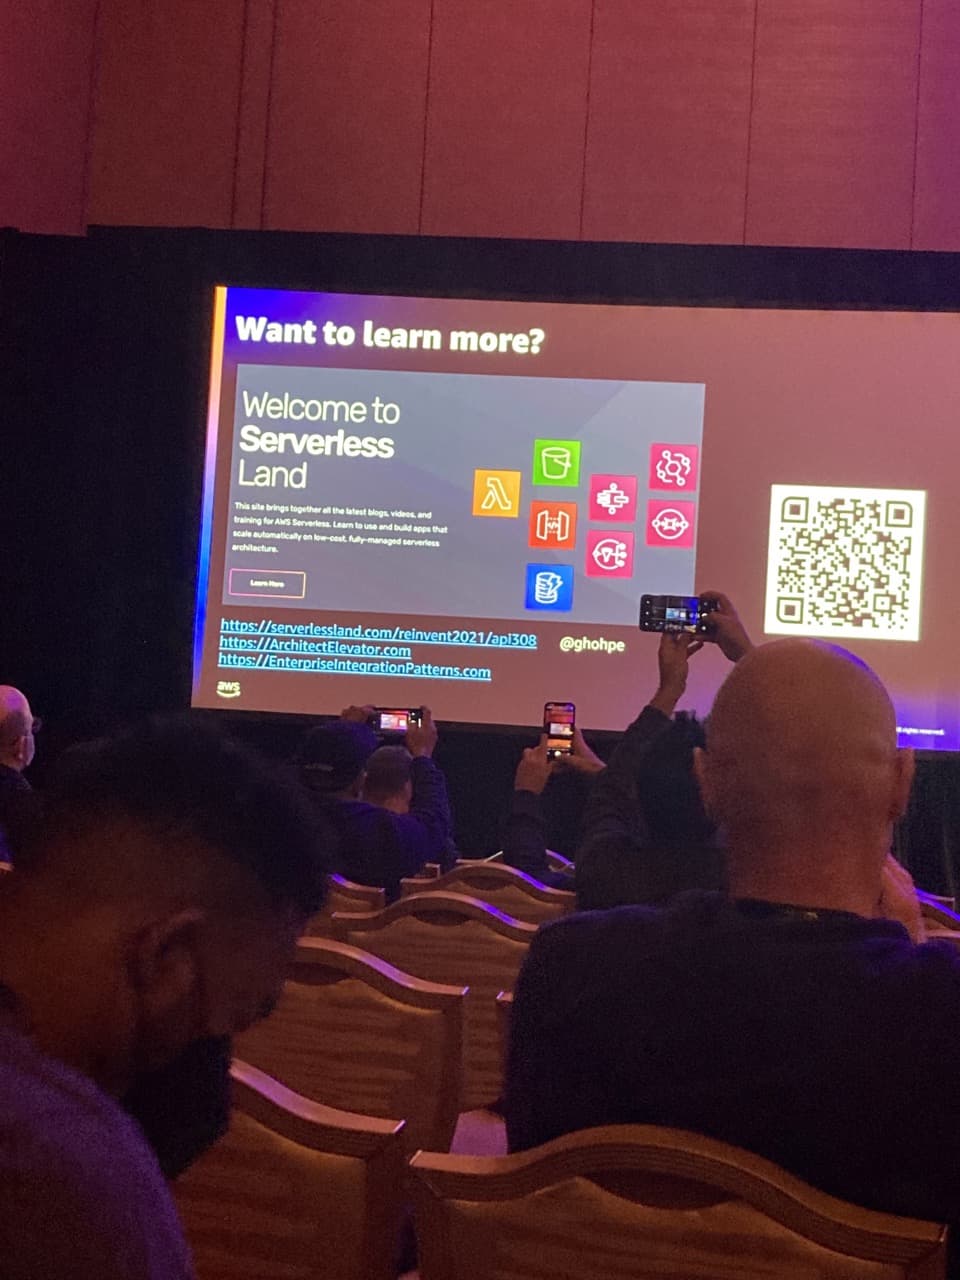 Want to learn more?
Welcome to
Serverless
Land
This site brings together all the latest blogs, videos, and
training for AWS Serverless. Learn to use and build apps that
scale automatically on low-cost, fully-managed serverless
architecture.
Learn More
https://serverlessland.com/reinvent2021/api308
https://ArchitectElevator.com
https://EnterpriseIntegrationPatterns.com
@ghohpe
aws
rights reserved.